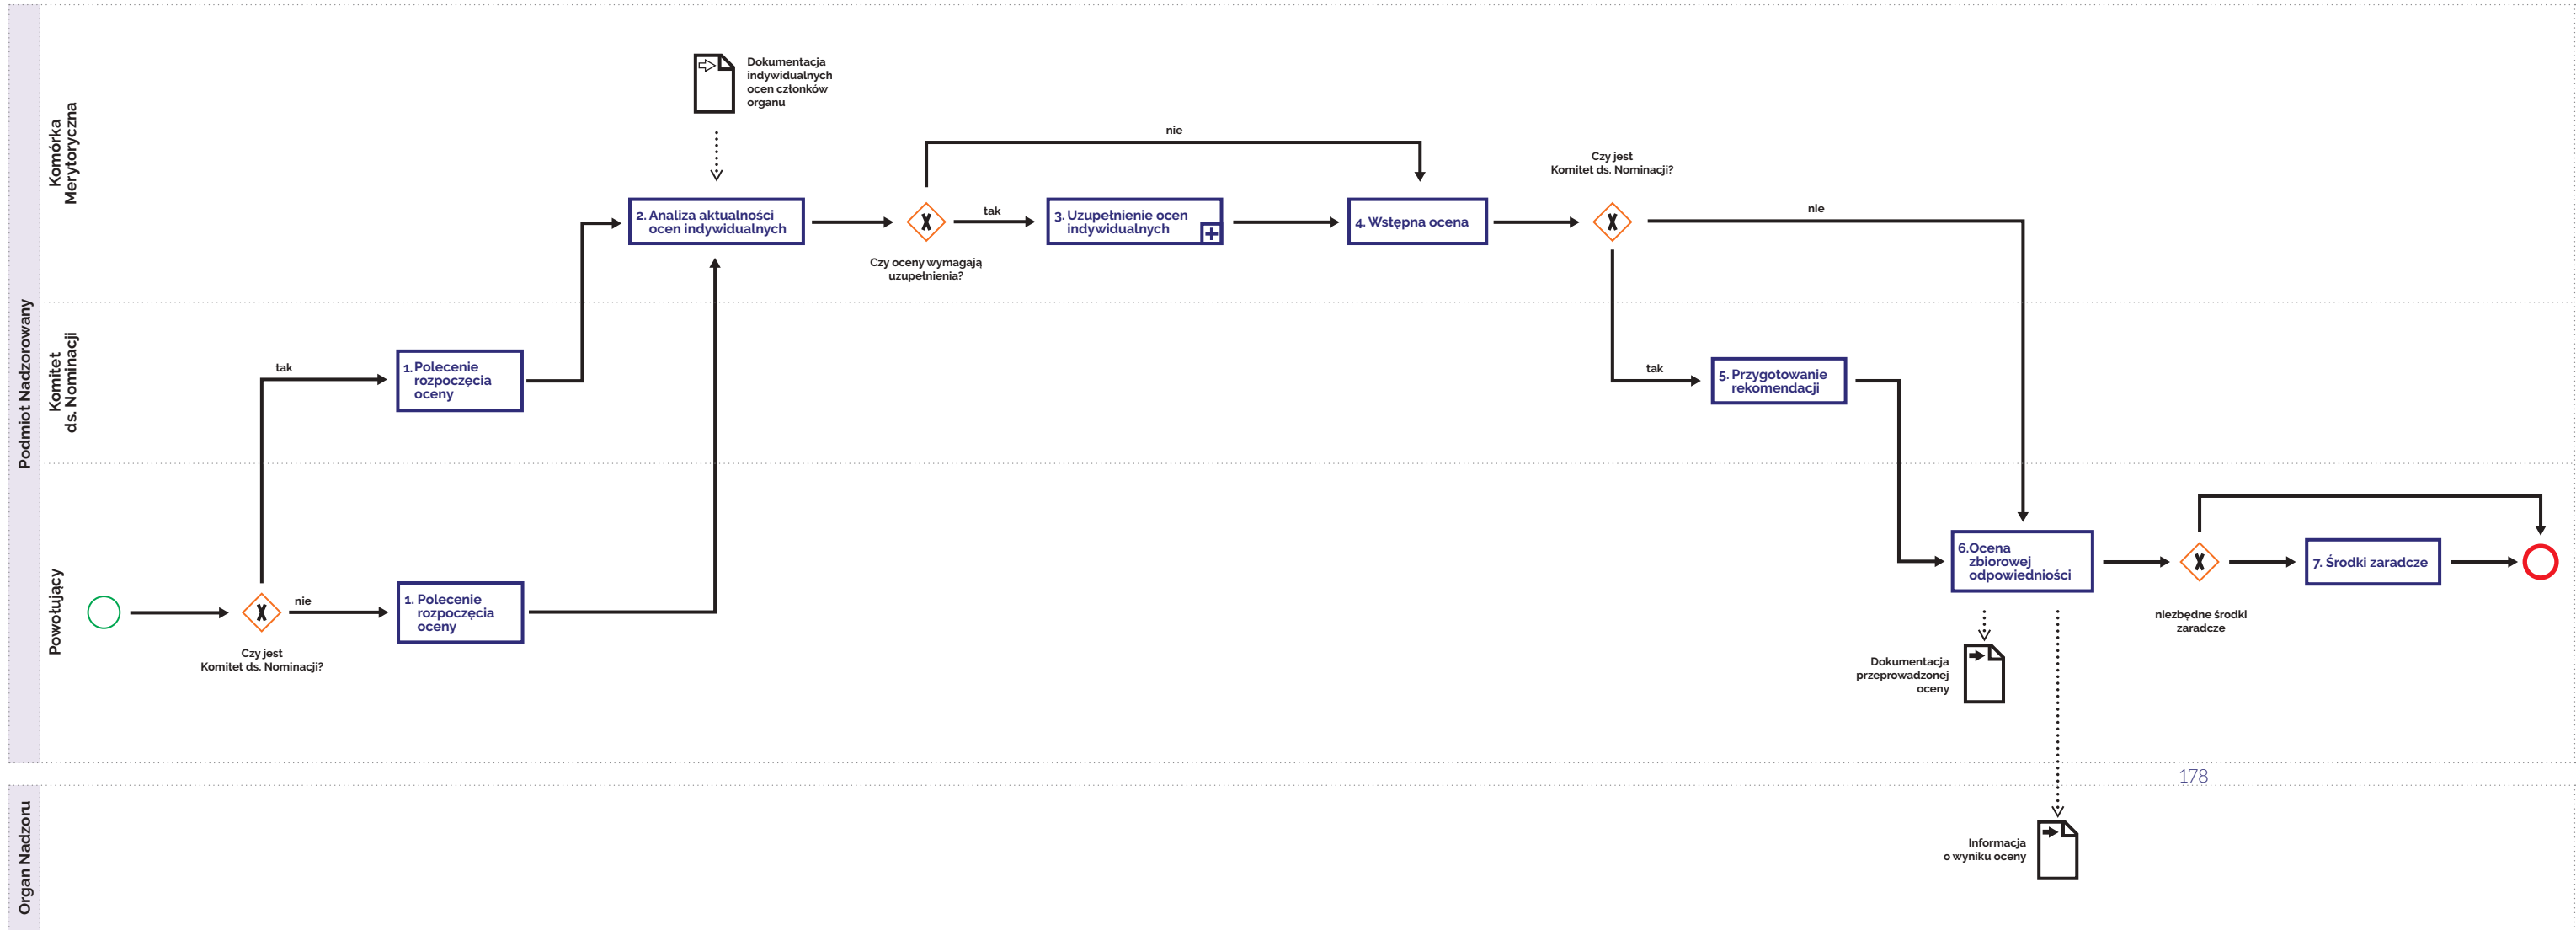 Podmiot Nadzorowany
Komórka
Merytoryczna
Dokumentacja
indywidualnych
ocen członków
organu
2. Analiza aktualności
ocen indywidualnych
nie
tak
Czy oceny wymagają
uzupełnienia?
3. Uzupełnienie ocen
indywidualnych
4. Wstępna ocena
Czy jest
Komitet ds. Nominacji?
nie
Komitet
ds. Nominacji
tak
1. Polecenie
rozpoczęcia
oceny
tak
5. Przygotowanie
rekomendacji
Powołujący
nie
Czy jest
Komitet ds. Nominacji?
1. Polecenie
rozpoczęcia
oceny
6.Ocena
zbiorowej
odpowiedniości
niezbędne środki
zaradcze
7. Środki zaradcze
Dokumentacja
przeprowadzonej
oceny
178
Organ Nadzoru
Informacja
o wyniku oceny